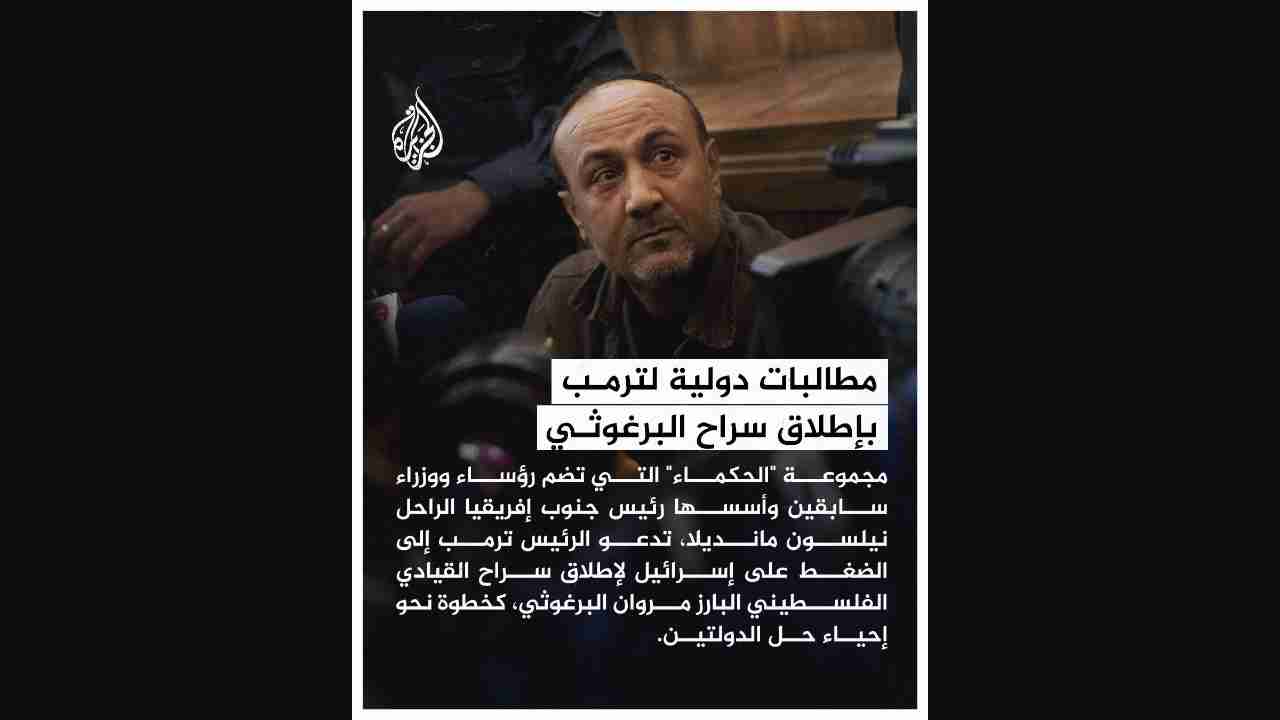 الجزيرة
مطالبات دولية لترمب
بإطلاق سراح البرغوثي
مجموعة "الحكماء" التي تضم رؤساء ووزراء
سابقين وأسسها رئيس جنوب إفريقيا الراحل
نيلسون مانديلا، تدعو الرئيس ترمب إلى
الضغط على إسرائيل لإطلاق سراح القيادي
الفلسطيني البارز مروان البرغوثي، كخطوة نحو
إحياء حل الدولتين.